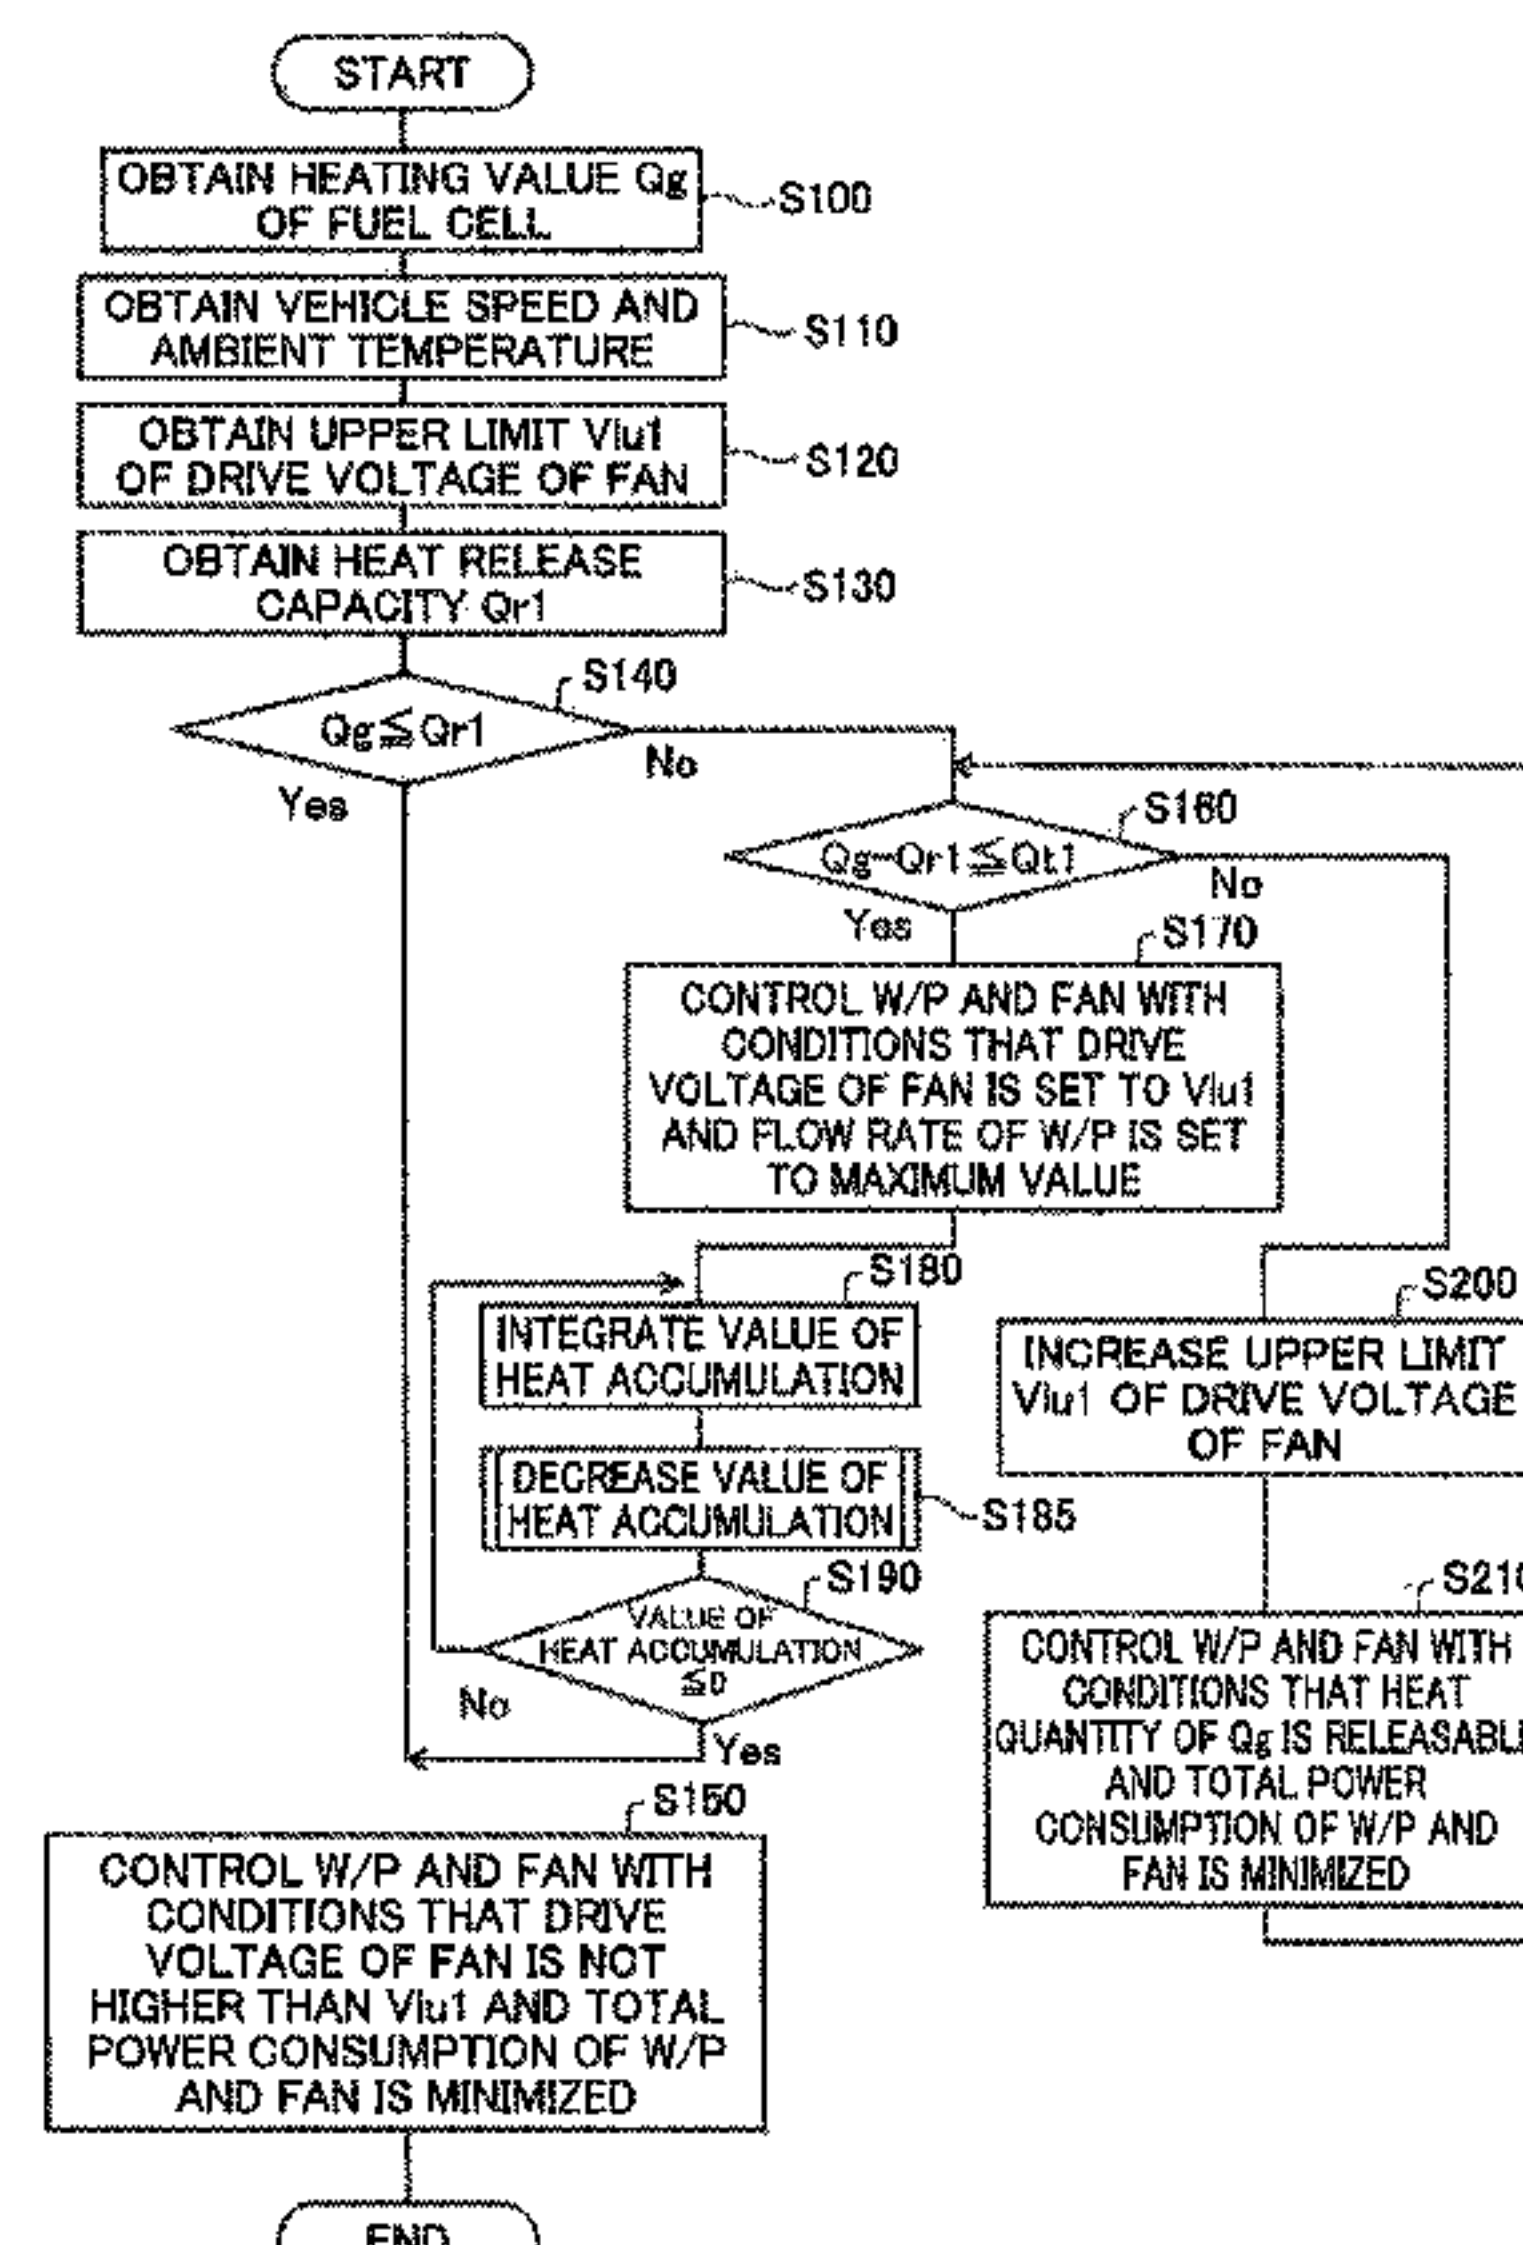 START
OBTAIN HEATING VALUE Qg
OF FUEL CELL
S100
OBTAIN VEHICLE SPEED AND
AMBIENT TEMPERATURE
S110
OBTAIN UPPER LIMIT Vlu1
OF DRIVE VOLTAGE OF FAN
S120
OBTAIN HEAT RELEASE
CAPACITY Qr1
S130
S140
Qg≦Qr1
No
Yes
S160
Qg-Qr1≦Qt1
No
Yes
S170
CONTROL W/P AND FAN WITH
CONDITIONS THAT DRIVE
VOLTAGE OF FAN IS SET TO Vlu1
AND FLOW RATE OF W/P IS SET
TO MAXIMUM VALUE
S180
INTEGRATE VALUE OF
HEAT ACCUMULATION
DECREASE VALUE OF
HEAT ACCUMULATION
S185
S190
VALUE OF
HEAT ACCUMULATION
≦0
No
Yes
S200
INCREASE UPPER LIMIT
Vlu1 OF DRIVE VOLTAGE
OF FAN
S210
CONTROL W/P AND FAN WITH
CONDITIONS THAT HEAT
QUANTITY OF Qg IS RELEASABLE
AND TOTAL POWER
CONSUMPTION OF W/P AND
FAN IS MINIMIZED
S150
CONTROL W/P AND FAN WITH
CONDITIONS THAT DRIVE
VOLTAGE OF FAN IS NOT
HIGHER THAN Vlu1 AND TOTAL
POWER CONSUMPTION OF W/P
AND FAN IS MINIMIZED
END